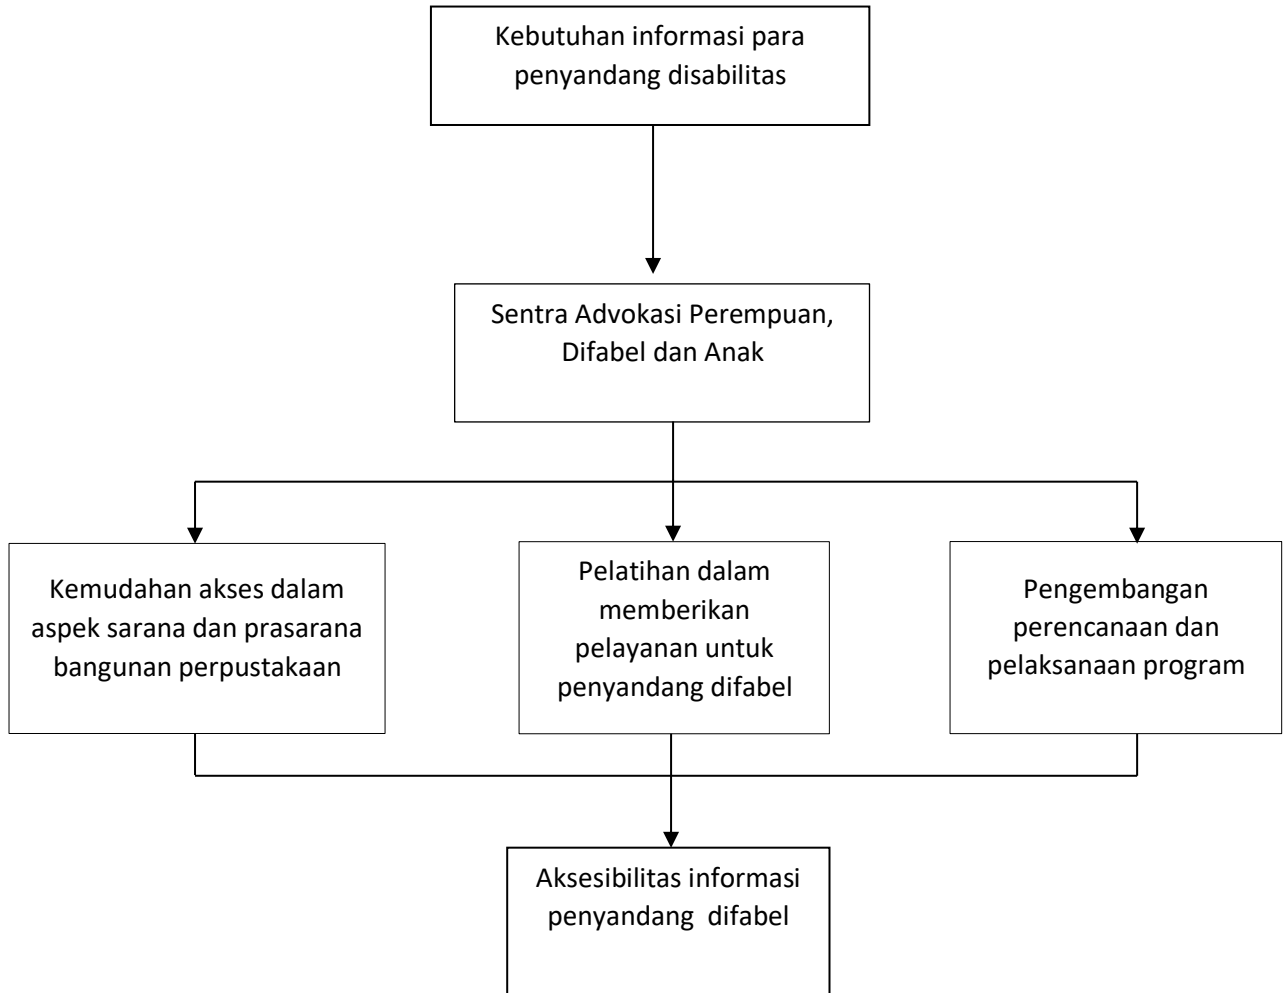 Kebutuhan informasi para
penyandang disabilitas
Sentra Advokasi Perempuan,
Difabel dan Anak
Kemudahan akses dalam
aspek sarana dan prasarana
bangunan perpustakaan
Pelatihan dalam
memberikan
pelayanan untuk
penyandang difabel
Pengembangan
perencanaan dan
pelaksanaan program
Aksesibilitas informasi
penyandang difabel